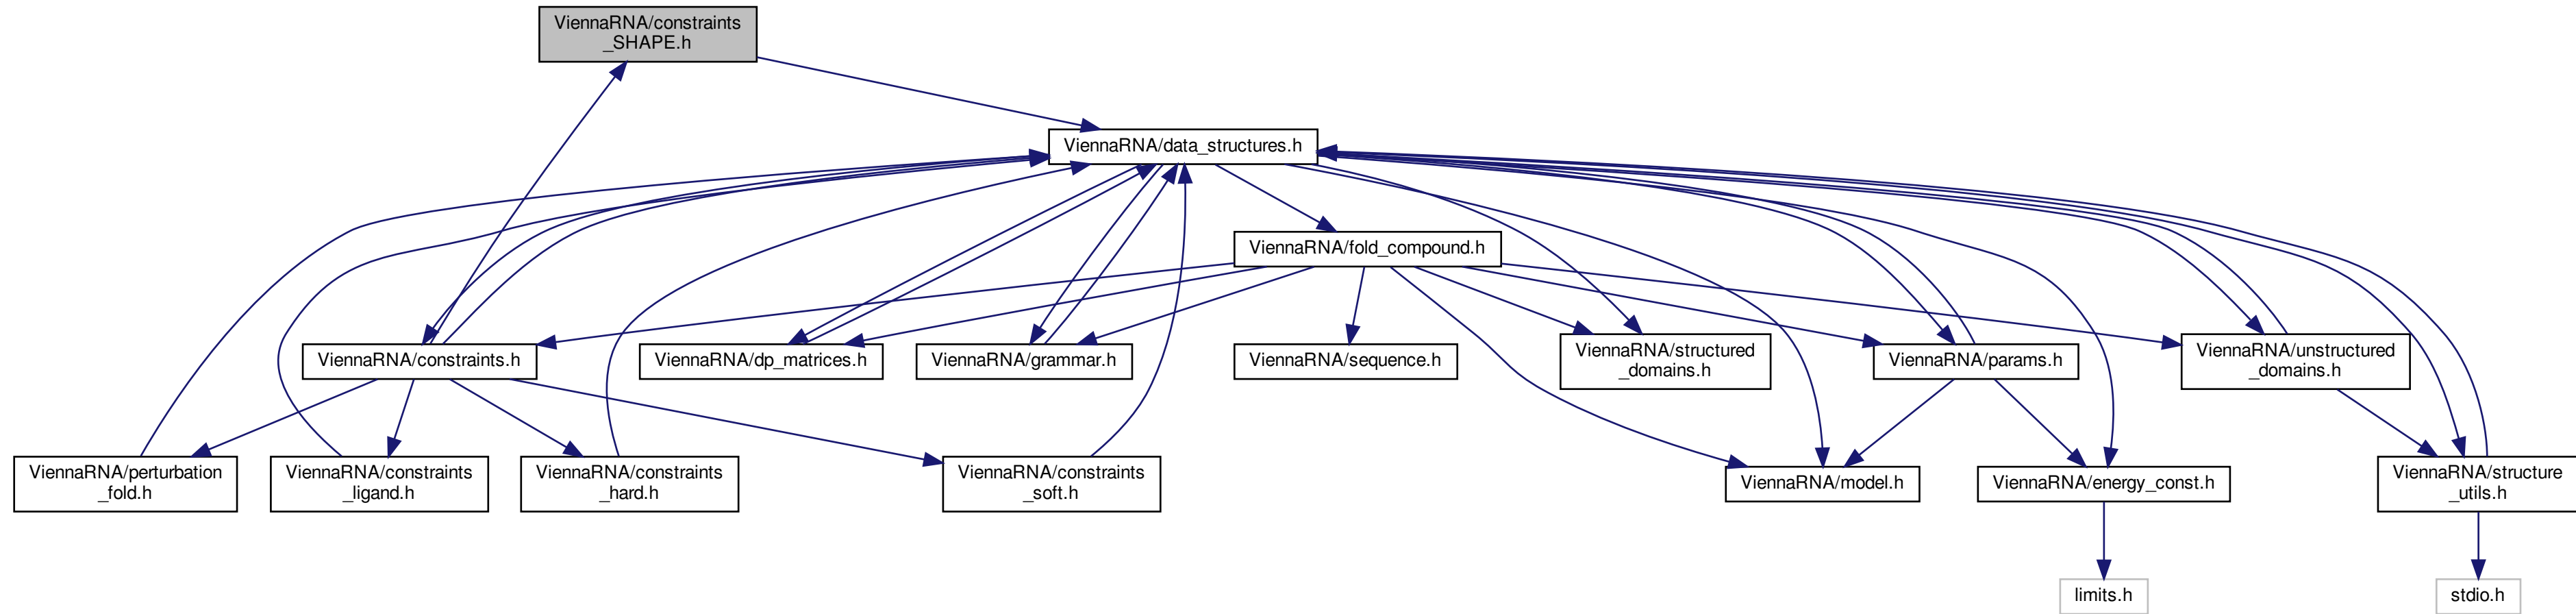 ViennaRNA/constraints
_SHAPE.h
ViennaRNA/data_structures.h
ViennaRNA/fold_compound.h
ViennaRNA/constraints.h
ViennaRNA/dp_matrices.h
ViennaRNA/grammar.h
ViennaRNA/sequence.h
ViennaRNA/structured
_domains.h
ViennaRNA/params.h
ViennaRNA/unstructured
_domains.h
ViennaRNA/perturbation
_fold.h
ViennaRNA/constraints
_ligand.h
ViennaRNA/constraints
_hard.h
ViennaRNA/constraints
_soft.h
ViennaRNA/model.h
ViennaRNA/energy_const.h
ViennaRNA/structure
_utils.h
limits.h
stdio.h